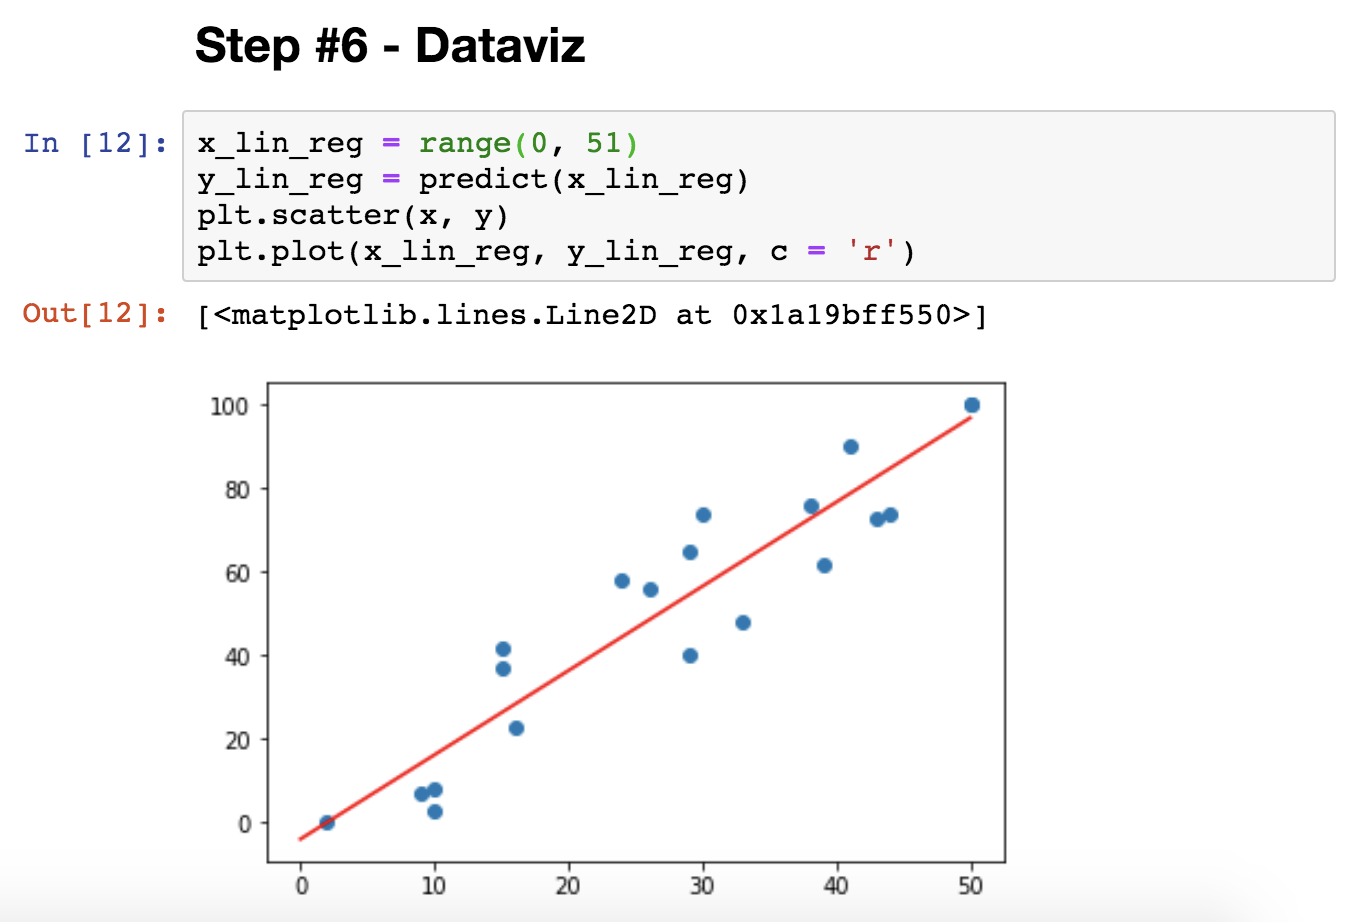 Step #6 - Dataviz
In [12]: x_lin_reg = range(0, 51)
y_lin_reg = predict(x_lin_reg)
plt.scatter(x, y)
plt.plot(x_lin_reg, y_lin_reg, c = 'r')
Out[12]: [<matplotlib.lines.Line2D at 0x1a19bff550>]
100
80
60
40
20
0
0 10 20 30 40 50